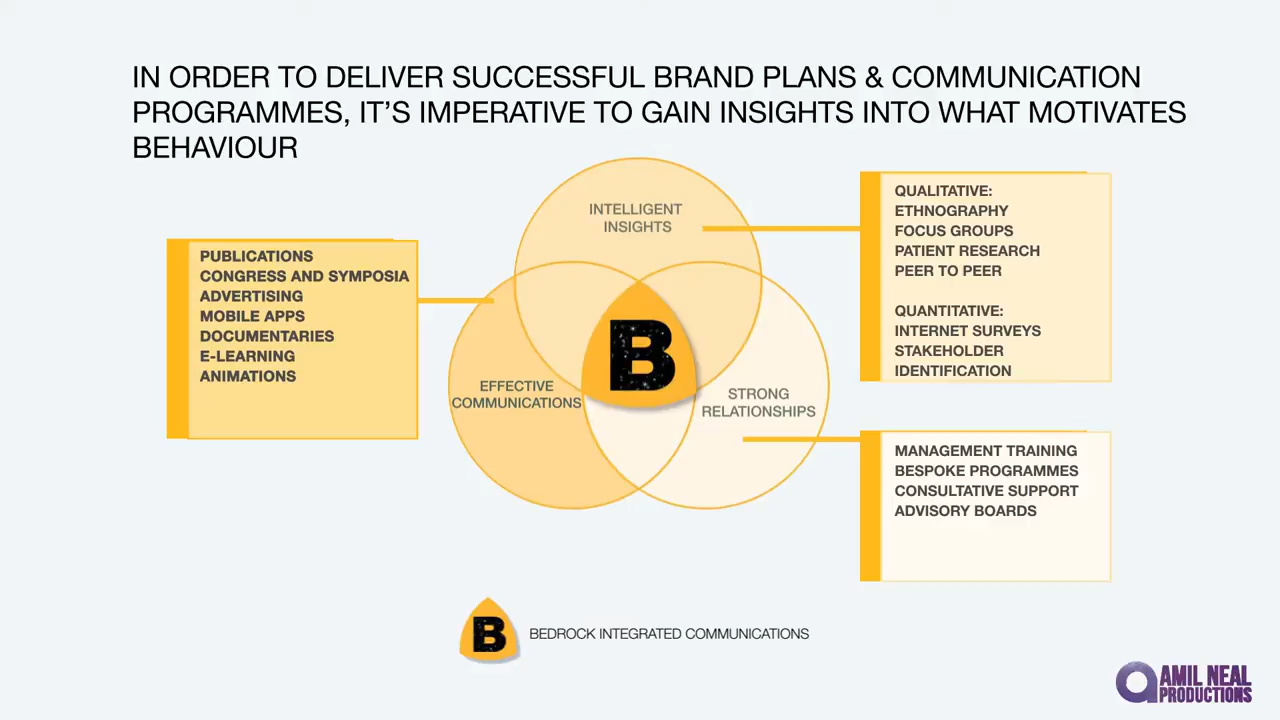 IN ORDER TO DELIVER SUCCESSFUL BRAND PLANS & COMMUNICATION
PROGRAMMES, IT'S IMPERATIVE TO GAIN INSIGHTS INTO WHAT MOTIVATES
BEHAVIOUR
INTELLIGENT
INSIGHTS
QUALITATIVE:
ETHNOGRAPHY
FOCUS GROUPS
PATIENT RESEARCH
PEER TO PEER
QUANTITATIVE:
INTERNET SURVEYS
STAKEHOLDER
IDENTIFICATION
PUBLICATIONS
CONGRESS AND SYMPOSIA
ADVERTISING
MOBILE APPS
DOCUMENTARIES
E-LEARNING
ANIMATIONS
B
EFFECTIVE
COMMUNICATIONS
STRONG
RELATIONSHIPS
MANAGEMENT TRAINING
BESPOKE PROGRAMMES
CONSULTATIVE SUPPORT
ADVISORY BOARDS
B
BEDROCK INTEGRATED COMMUNICATIONS
AMIL NEAL
PRODUCTIONS